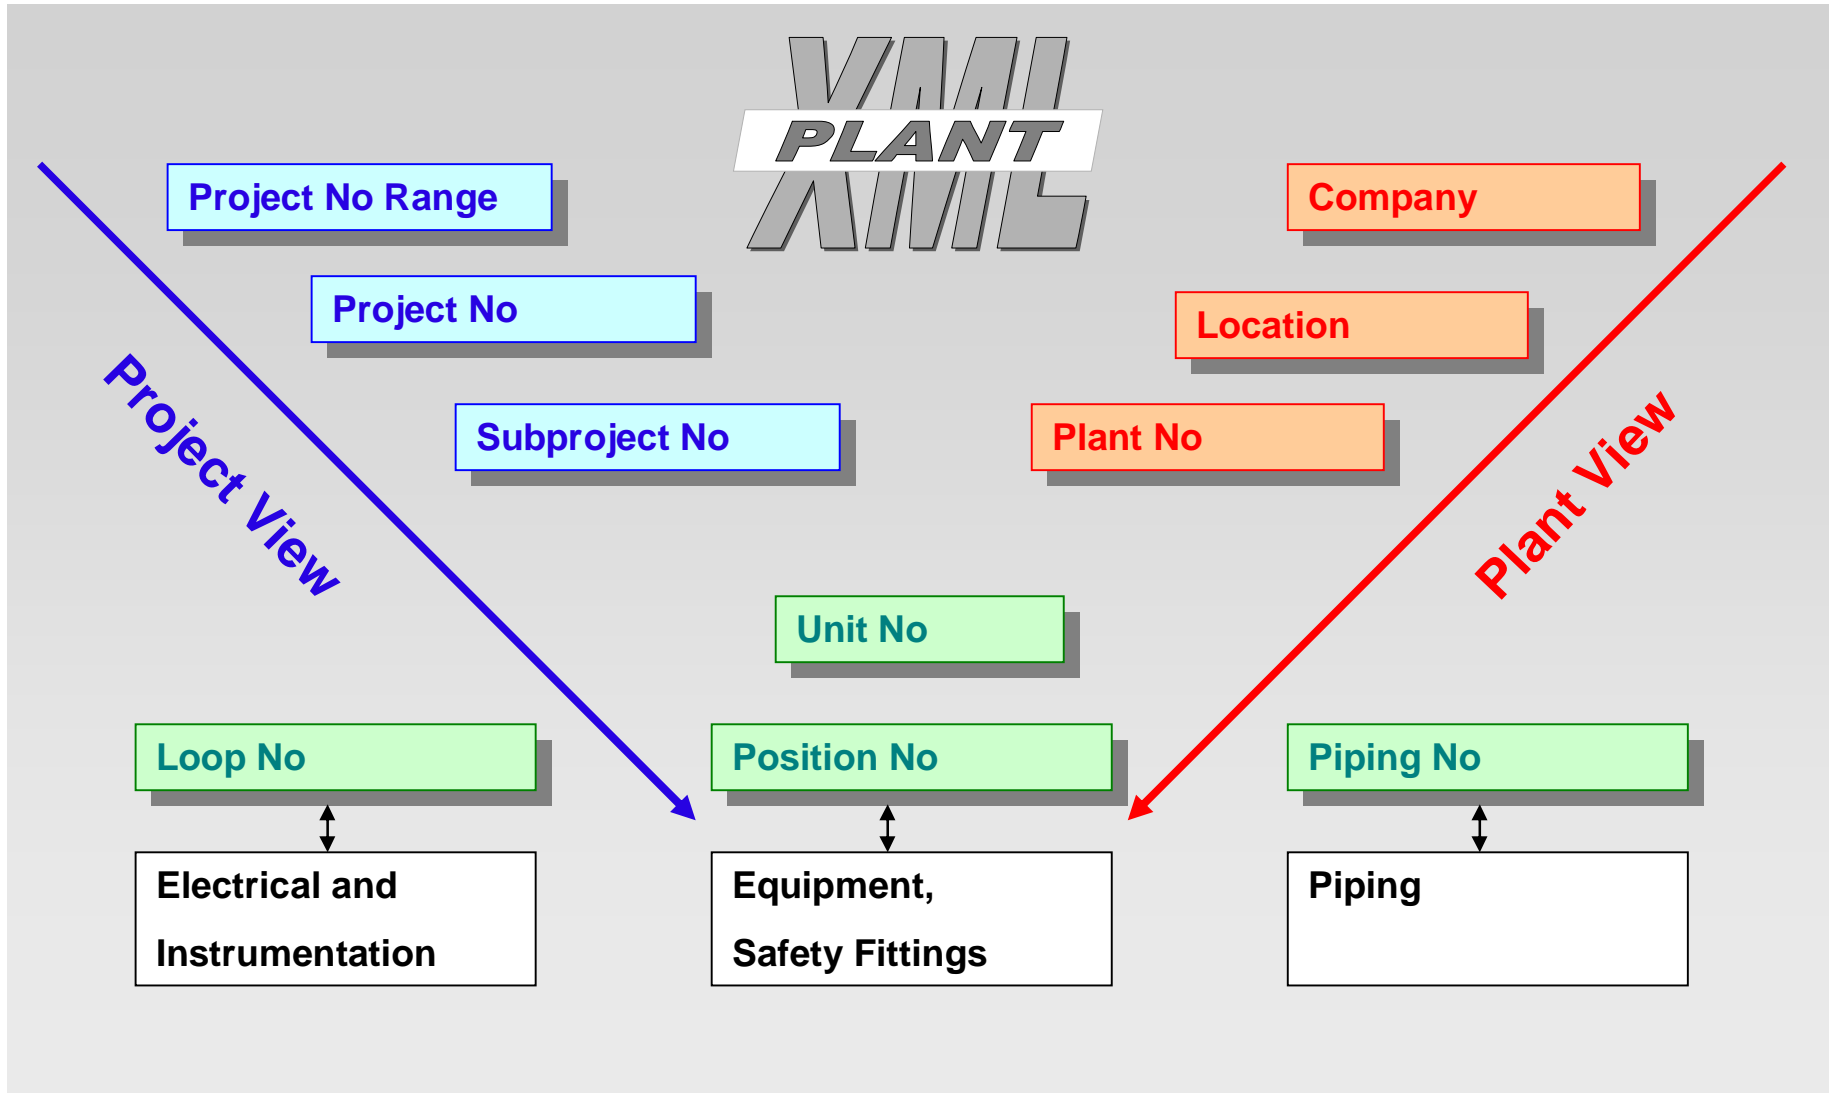 XML
PLANT
Project No Range
Company
Project No
Location
Subproject No
Plant No
Project View
Plant View
Unit No
Loop No
Position No
Piping No
Electrical and
Instrumentation
Equipment,
Safety Fittings
Piping